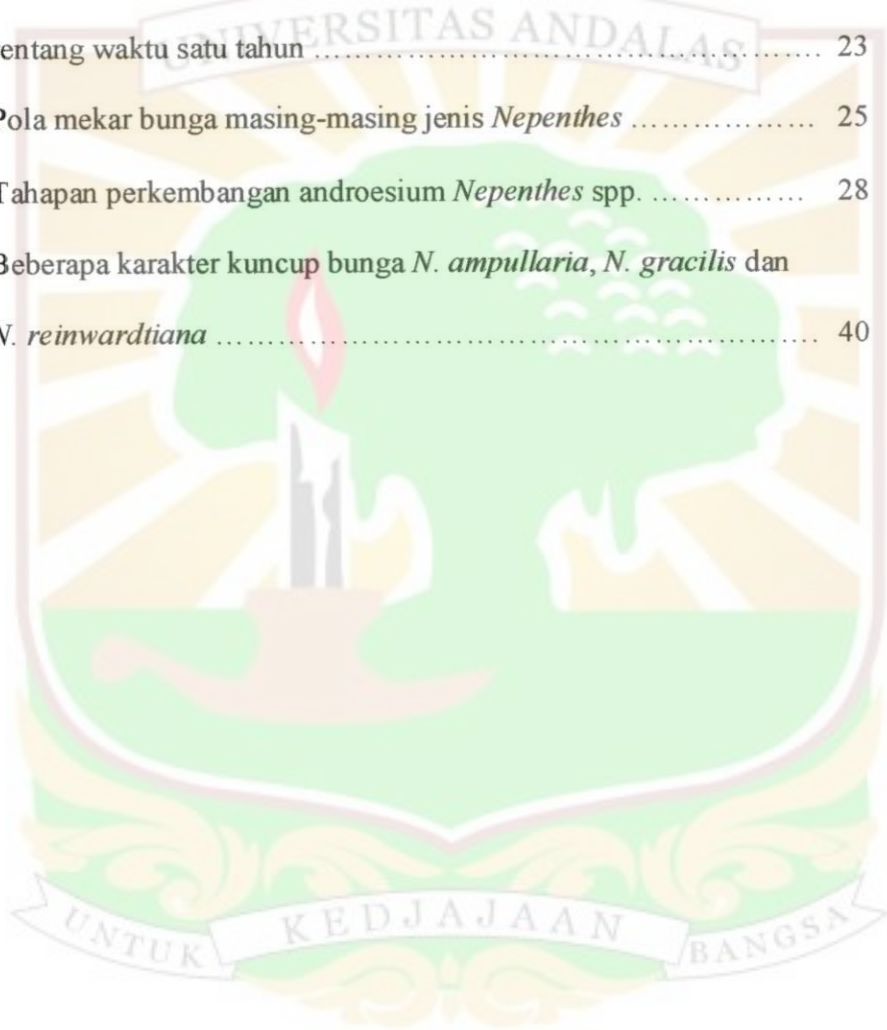 UNIVERSITAS ANDALAS
entang waktu satu tahun ........................................................ 23
Pola mekar bunga masing-masing jenis Nepenthes .................. 25
Tahapan perkembangan androesium Nepenthes spp. ............... 28
Beberapa karakter kuncup bunga N. ampullaria, N. gracilis dan
N. reinwardtiana ................................................................... 40
UNTUK KEDJAJAAN BANGSA